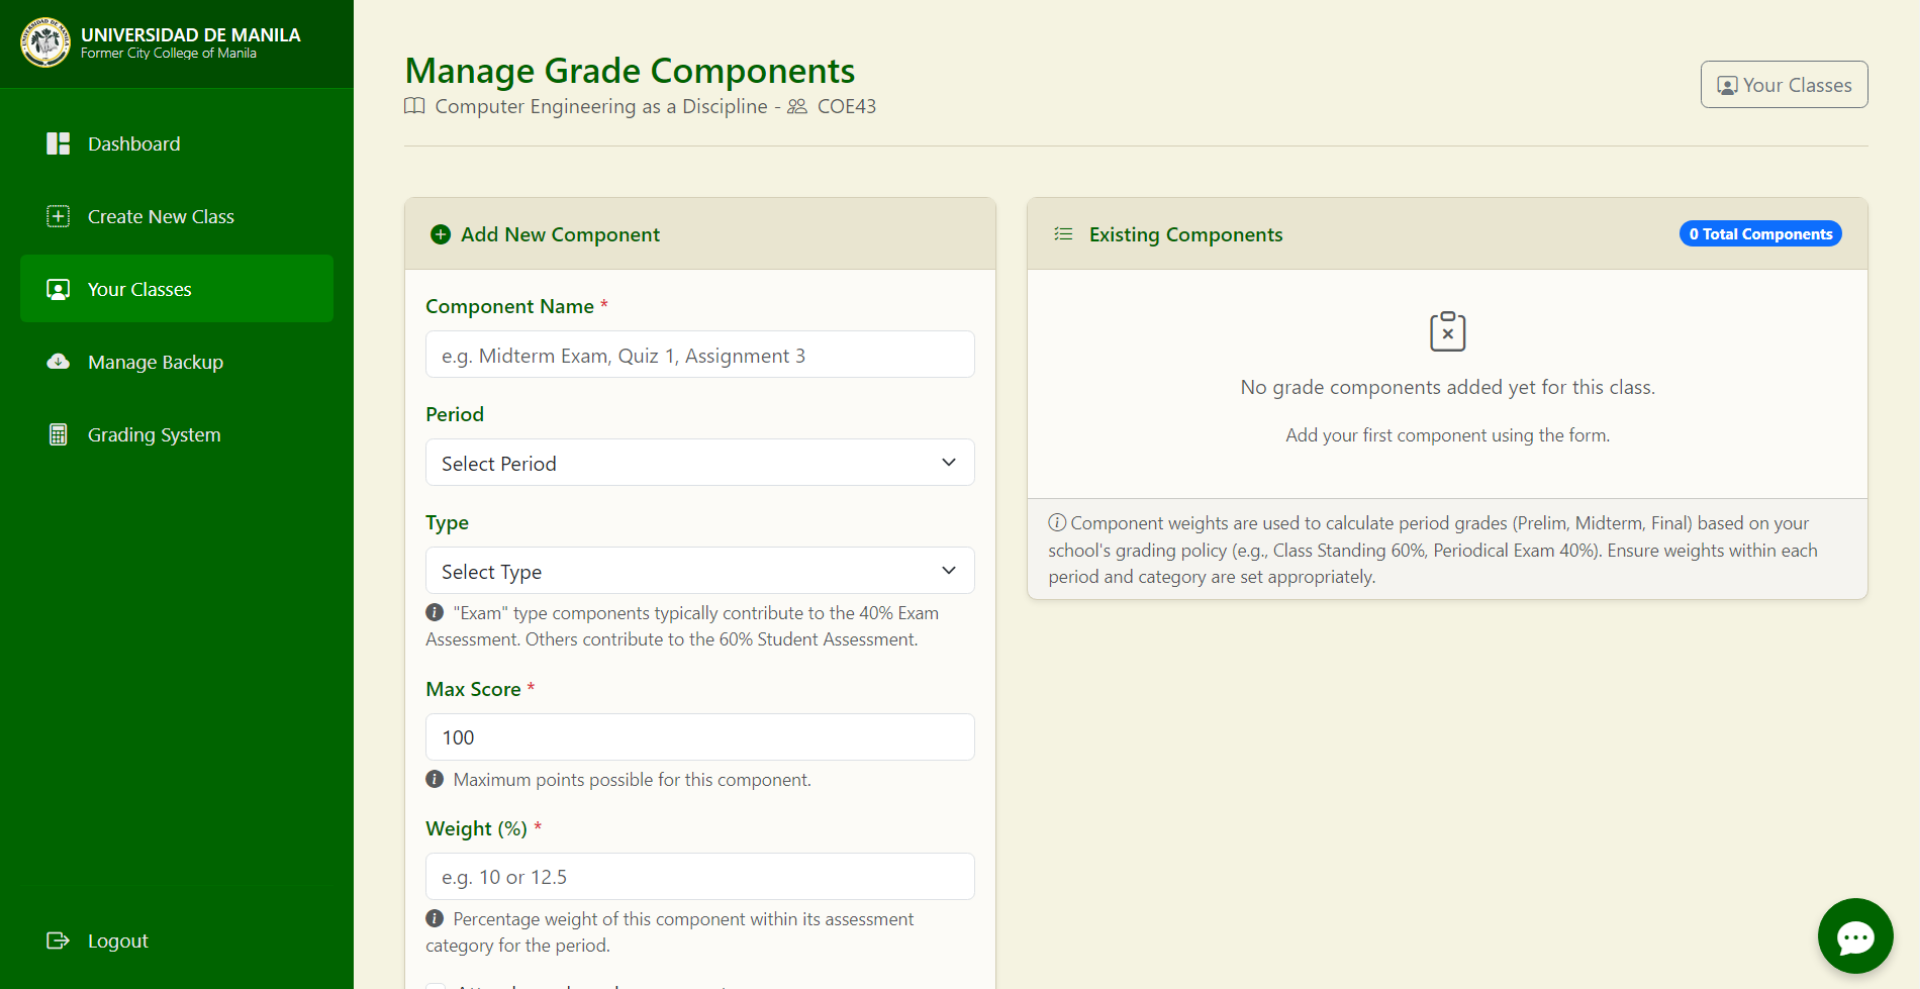 UNIVERSIDAD DE MANILA
Former City College of Manila
Dashboard
Create New Class
Your Classes
Manage Backup
Grading System
Logout
Manage Grade Components
Computer Engineering as a Discipline - COE43
Your Classes
Add New Component
Component Name *
e.g. Midterm Exam, Quiz 1, Assignment 3
Period
Select Period
Type
Select Type
"Exam" type components typically contribute to the 40% Exam
Assessment. Others contribute to the 60% Student Assessment.
Max Score *
100
Maximum points possible for this component.
Weight (%) *
e.g. 10 or 12.5
Percentage weight of this component within its assessment
category for the period.
Existing Components
0 Total Components
No grade components added yet for this class.
Add your first component using the form.
Component weights are used to calculate period grades (Prelim, Midterm, Final) based on your
school's grading policy (e.g., Class Standing 60%, Periodical Exam 40%). Ensure weights within each
period and category are set appropriately.